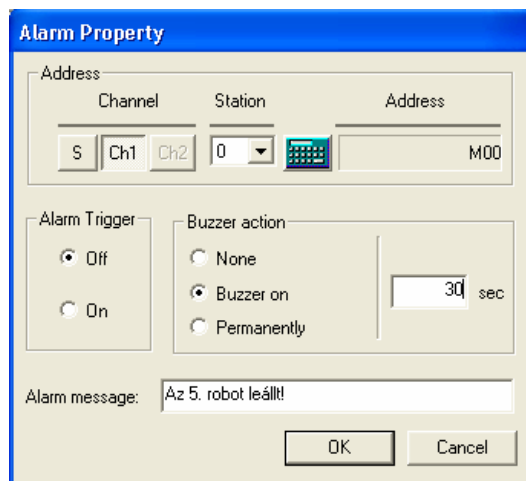 Alarm Property
Address
Channel Station Address
S Ch1 Ch2 0 M00
Alarm Trigger
Off
On
Buzzer action
None
Buzzer on
Permanently
30 sec
Alarm message: Az 5. robot leállt!
OK Cancel